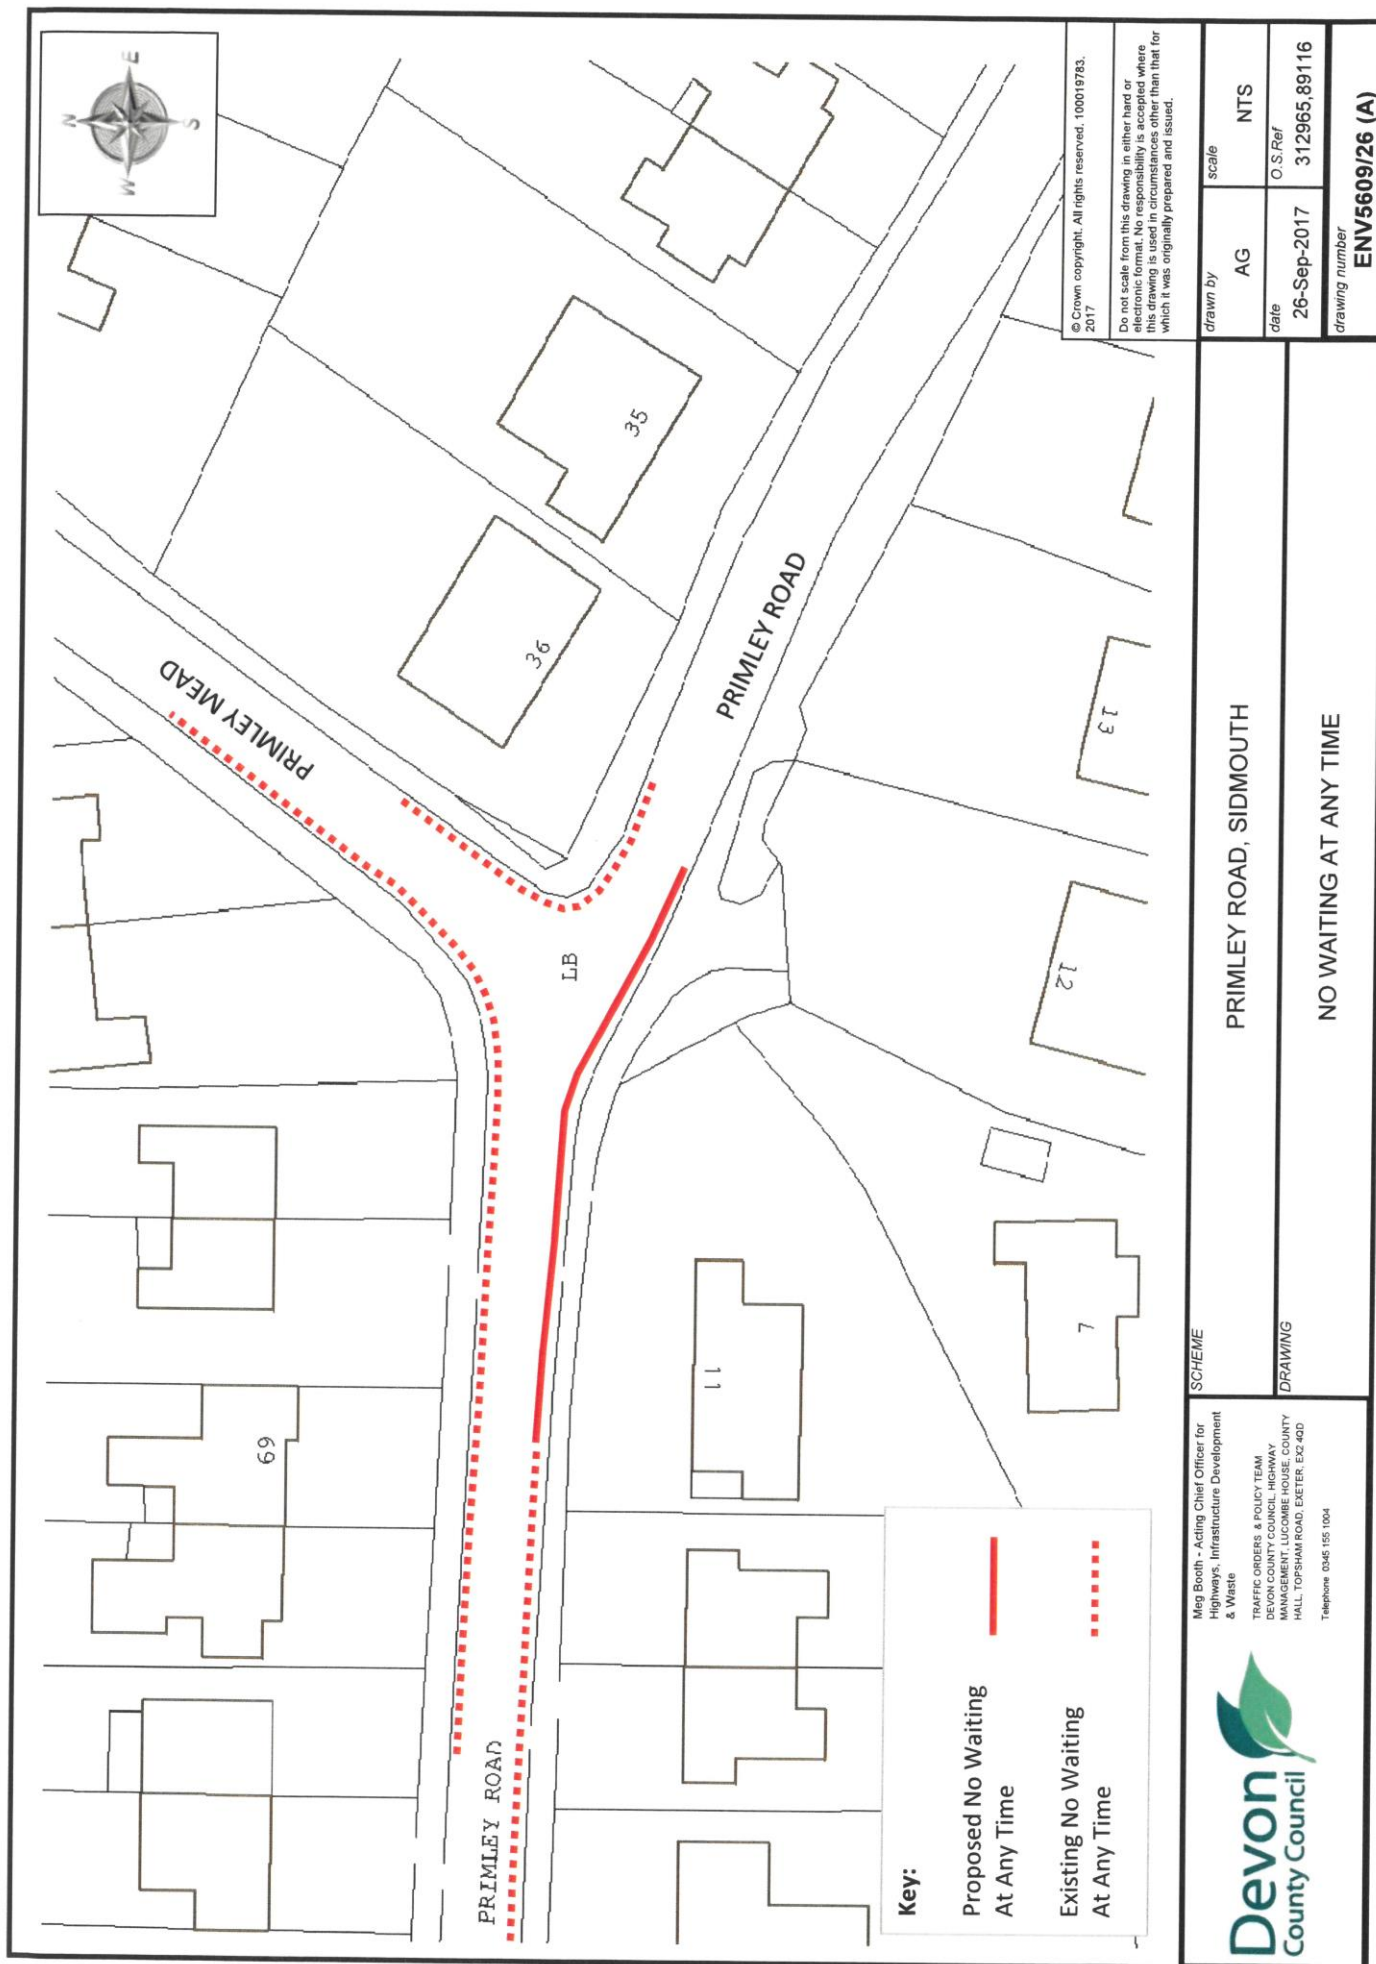 N
E
S
W
PRIMLEY MEAD
36
35
LB
PRIMLEY ROAD
69
PRIMLEY ROAD
11
12
13
7
Key:
Proposed No Waiting
At Any Time
Existing No Waiting
At Any Time
© Crown copyright. All rights reserved. 100019783.
2017
Do not scale from this drawing in either hard or
electronic format. No responsibility is accepted where
this drawing is used in circumstances other than that for
which it was originally prepared and issued.
Devon
County Council
Meg Booth - Acting Chief Officer for
Highways, Infrastructure Development
& Waste
TRAFFIC ORDERS & POLICY TEAM
DEVON COUNTY COUNCIL, HIGHWAY
MANAGEMENT, LUCOMBE HOUSE, COUNTY
HALL, TOPSHAM ROAD, EXETER, EX2 4QD
Telephone 0345 155 1004
SCHEME
PRIMLEY ROAD, SIDMOUTH
DRAWING
NO WAITING AT ANY TIME
drawn by
AG
scale
NTS
date
26-Sep-2017
O.S.Ref
312965,89116
drawing number
ENV5609/26 (A)